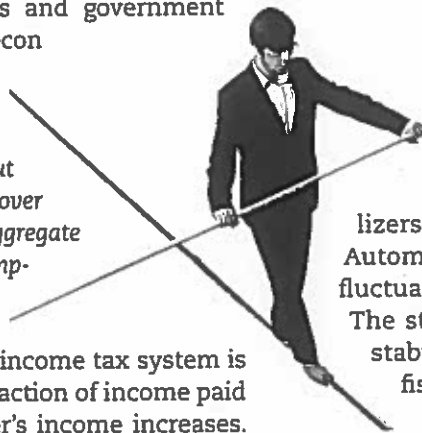 s and government
-con
ut
over
ggregate
mp-
income tax system is
action of income paid
r's income increases.
lizers
Autom
fluctua
The st
stab
fis